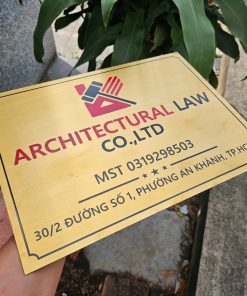 ARCHITECTURAL LAW
CO.,LTD
MST 0319298503
30/2 ĐƯỜNG SỐ 1, PHƯỜNG AN KHÁNH, TP.HC